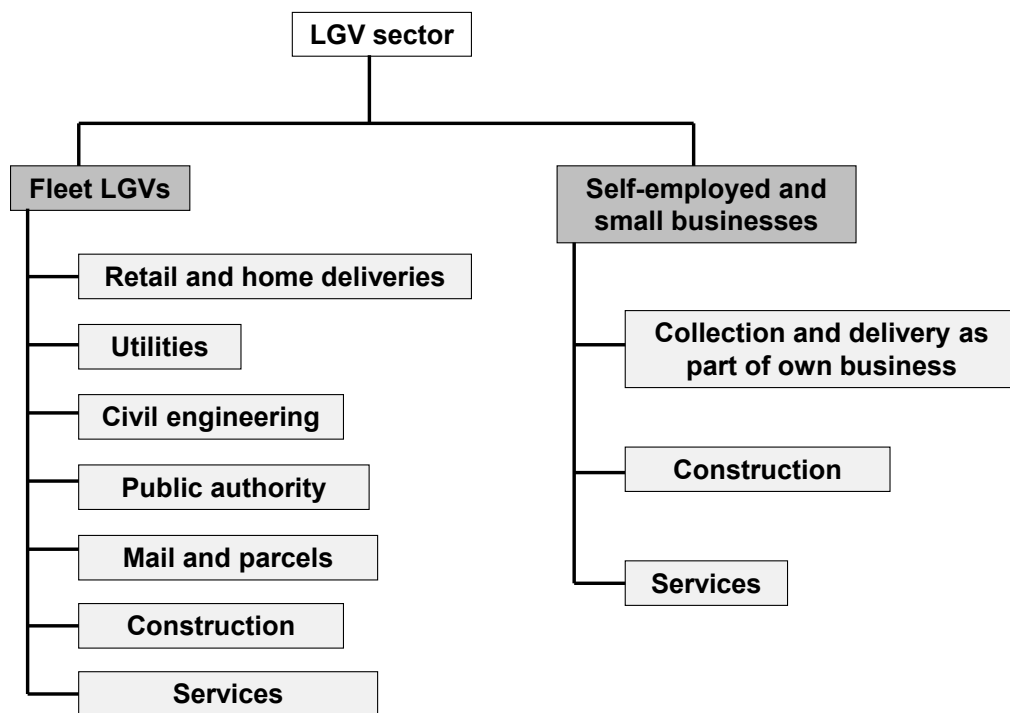 LGV sector
Fleet LGVs
Retail and home deliveries
Utilities
Civil engineering
Public authority
Mail and parcels
Construction
Services
Self-employed and
small businesses
Collection and delivery as
part of own business
Construction
Services